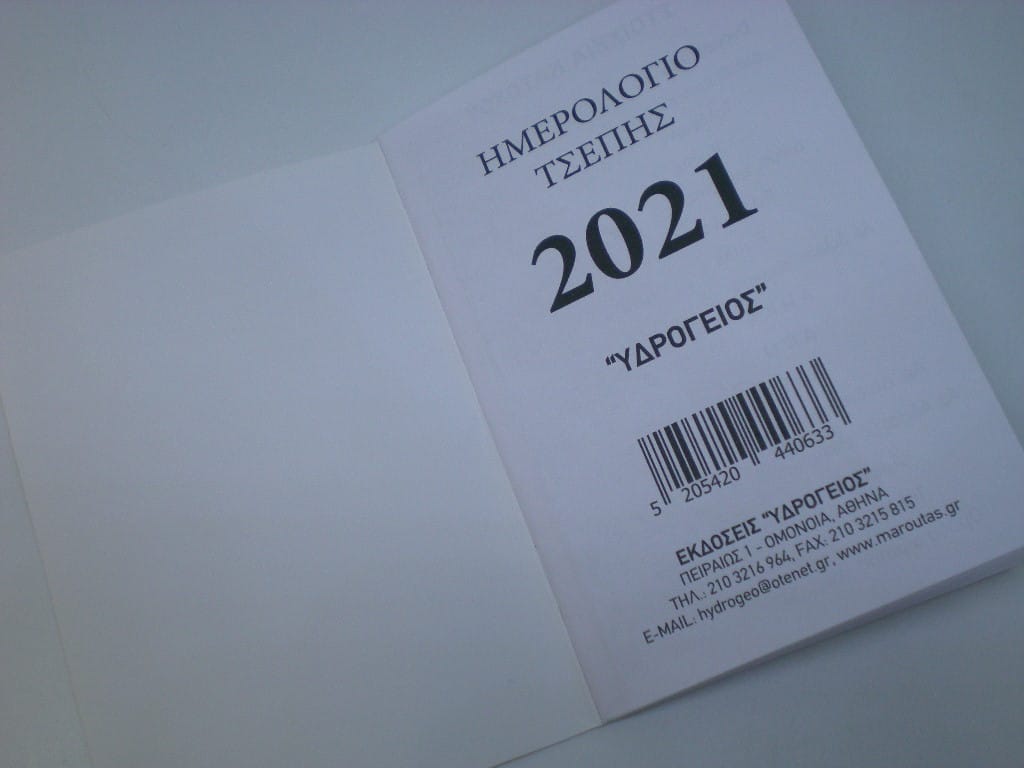 ΗΜΕΡΟΛΟΓΙΟ
ΤΣΕΠΗΣ
2021
“ΥΔΡΟΓΕΙΟΣ”
5 205420 440633
ΕΚΔΟΣΕΙΣ “ΥΔΡΟΓΕΙΟΣ”
ΠΕΙΡΑΙΩΣ 1 – ΟΜΟΝΟΙΑ, ΑΘΗΝΑ
ΤΗΛ.: 210 3216 964, FAX: 210 3215 815
E-MAIL: hydrogeo@otenet.gr, www.maroutas.gr